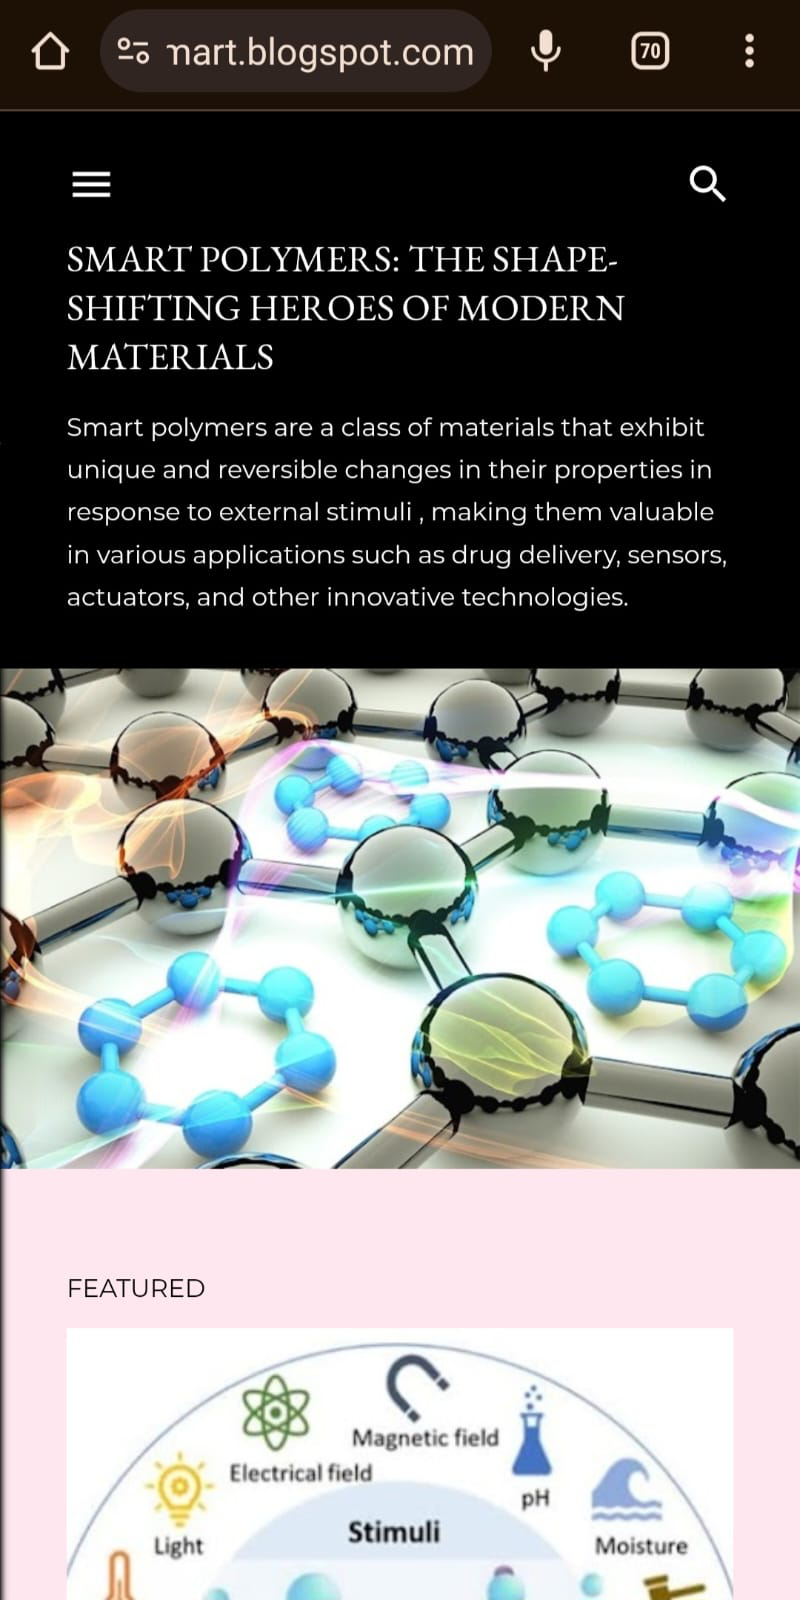 mart.blogspot.com
70
SMART POLYMERS: THE SHAPE-
SHIFTING HEROES OF MODERN
MATERIALS
Smart polymers are a class of materials that exhibit
unique and reversible changes in their properties in
response to external stimuli , making them valuable
in various applications such as drug delivery, sensors,
actuators, and other innovative technologies.
FEATURED
Magnetic field
Electrical field
pH
Stimuli
Light
Moisture